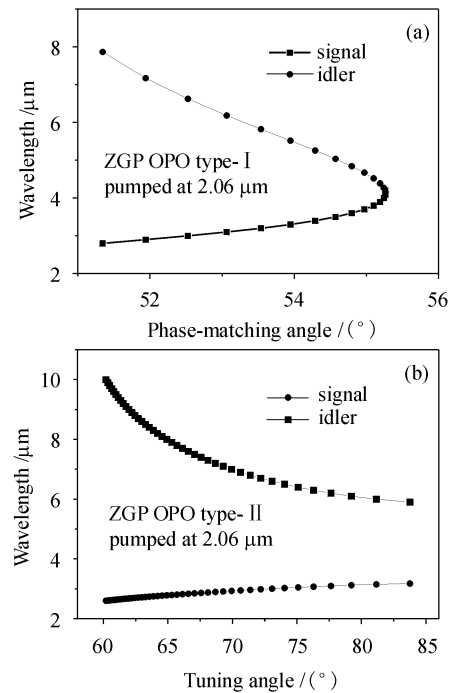 (a)
signal
idler
8
6
4
2
Wavelength /μm
ZGP OPO type-Ⅰ
pumped at 2.06 μm
52
54
56
Phase-matching angle /（°）
(b)
signal
idler
10
8
6
4
2
Wavelength /μm
ZGP OPO type-Ⅱ
pumped at 2.06 μm
60
65
70
75
80
85
Tuning angle /（°）